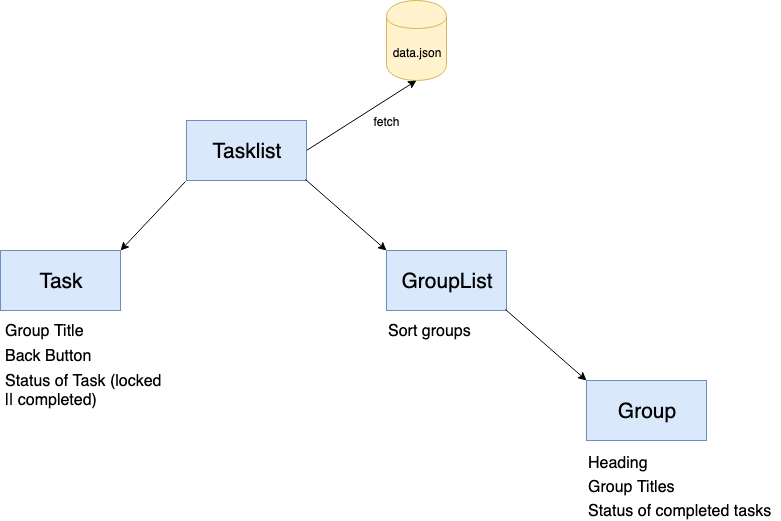 data.json
fetch
Tasklist
Task
Group Title
Back Button
Status of Task (locked
|| completed)
GroupList
Sort groups
Group
Heading
Group Titles
Status of completed tasks